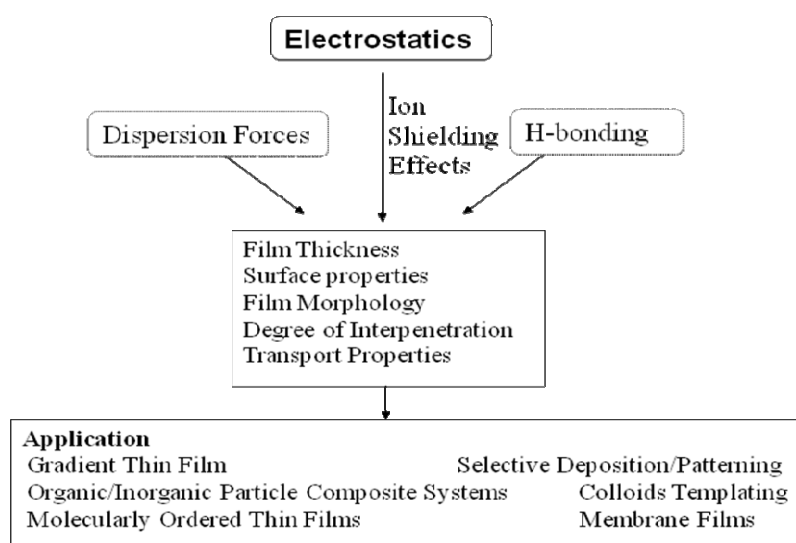 Electrostatics
Ion
Shielding
Effects
Dispersion Forces
H-bonding
Film Thickness
Surface properties
Film Morphology
Degree of Interpenetration
Transport Properties
Application
Gradient Thin Film Selective Deposition/Patterning
Organic/Inorganic Particle Composite Systems Colloids Templating
Molecularly Ordered Thin Films Membrane Films